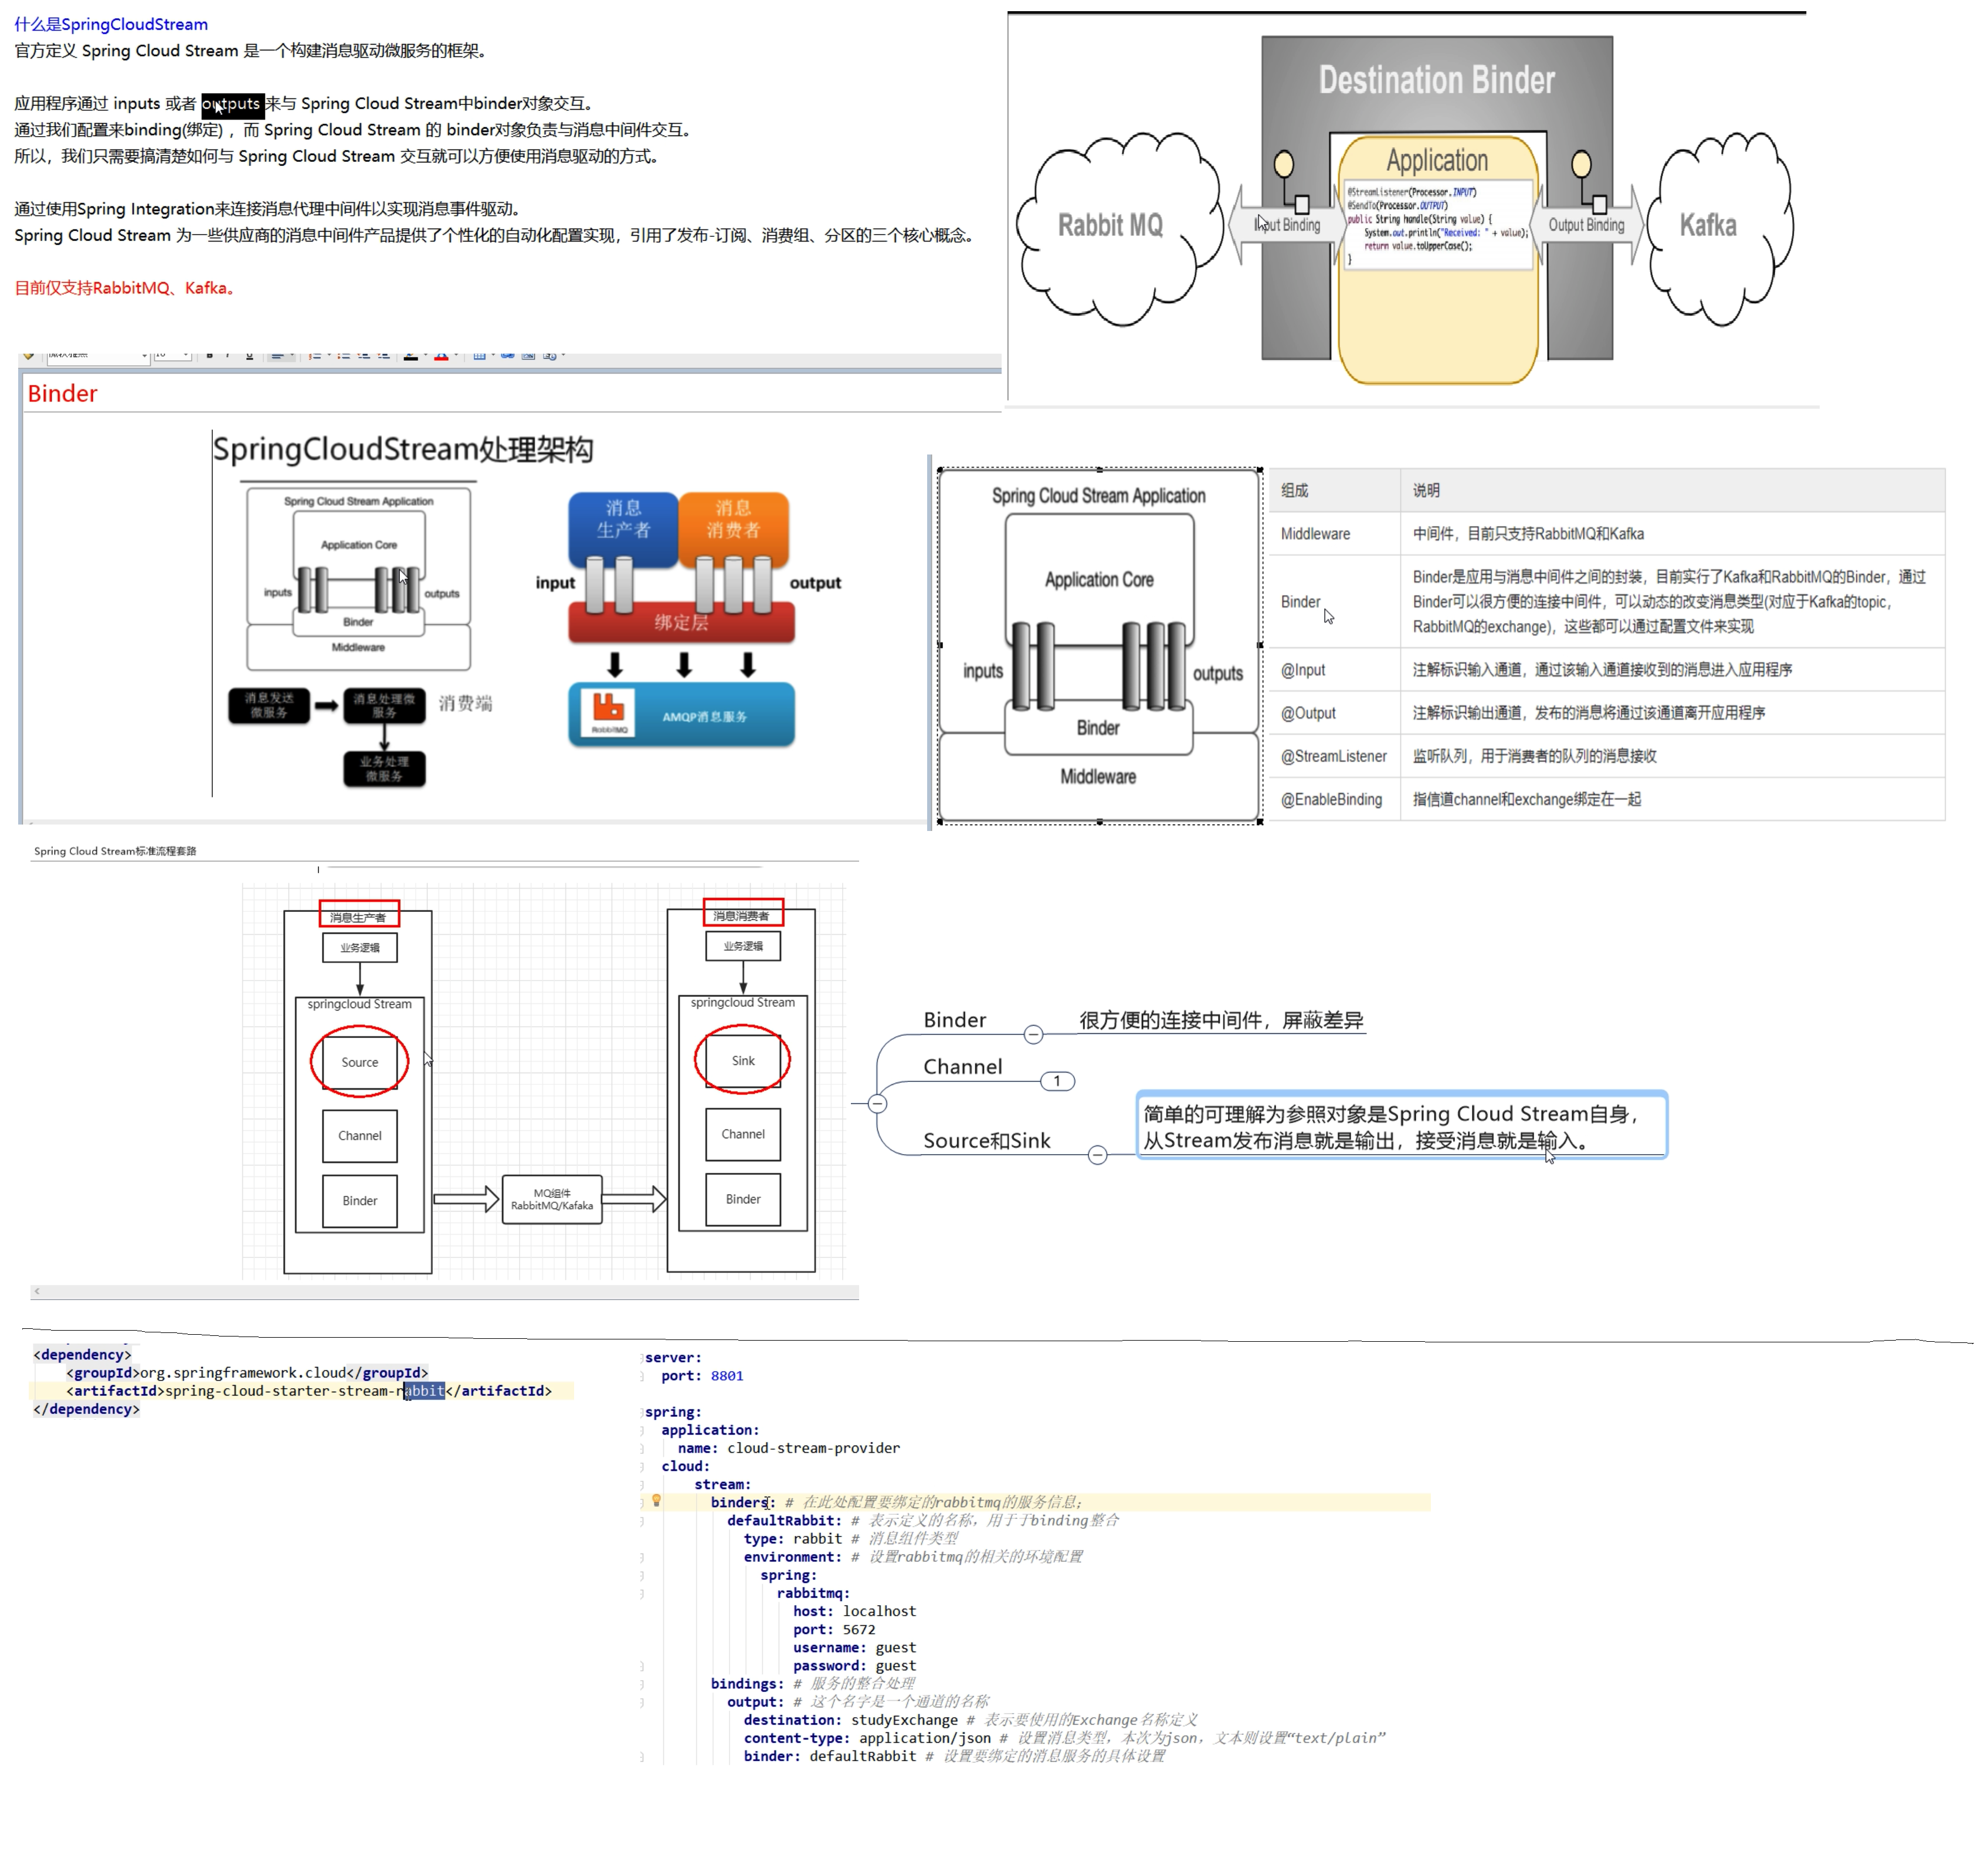 什么是SpringCloudStream
官方定义 Spring Cloud Stream 是一个构建消息驱动微服务的框架。
应用程序通过 inputs 或者 outputs 来与 Spring Cloud Stream中binder对象交互。
通过我们配置来binding(绑定) ，而 Spring Cloud Stream 的 binder对象负责与消息中间件交互。
所以，我们只需要搞清楚如何与 Spring Cloud Stream 交互就可以方便使用消息驱动的方式。
通过使用Spring Integration来连接消息代理中间件以实现消息事件驱动。
Spring Cloud Stream 为一些供应商的消息中间件产品提供了个性化的自动化配置实现，引用了发布-订阅、消费组、分区的三个核心概念。
目前仅支持RabbitMQ、Kafka。
Destination Binder
Application
@StreamListener(Processor.INPUT)
@SendTo(Processor.OUTPUT)
public String handle(String value) {
System.out.println("Received: " + value);
return value.toUpperCase();
}
Rabbit MQ
Input Binding
Output Binding
Kafka
Binder
SpringCloudStream处理架构
Spring Cloud Stream Application
Application Core
inputs
outputs
Binder
Middleware
消息发送
微服务
消息处理微
服务
消费端
业务处理
微服务
消息
生产者
消息
消费者
input
output
绑定层
RabbitMQ
AMQP消息服务
Spring Cloud Stream Application
Application Core
inputs
outputs
Binder
Middleware
组成 说明
Middleware 中间件，目前只支持RabbitMQ和Kafka
Binder Binder是应用与消息中间件之间的封装，目前实行了Kafka和RabbitMQ的Binder，通过
Binder可以很方便的连接中间件，可以动态的改变消息类型(对应于Kafka的topic,
RabbitMQ的exchange)，这些都可以通过配置文件来实现
@Input 注解标识输入通道，通过该输入通道接收到的消息进入应用程序
@Output 注解标识输出通道，发布的消息将通过该通道离开应用程序
@StreamListener 监听队列，用于消费者的队列的消息接收
@EnableBinding 指信道channel和exchange绑定在一起
Spring Cloud Stream标准流程套路
消息生产者
业务逻辑
springcloud Stream
Source
Channel
Binder
MQ组件
RabbitMQ/Kafaka
消息消费者
业务逻辑
springcloud Stream
Sink
Channel
Binder
Binder
很方便的连接中间件，屏蔽差异
Channel
1
Source和Sink
简单的可理解为参照对象是Spring Cloud Stream自身，
从Stream发布消息就是输出，接受消息就是输入。
<dependency>
<groupId>org.springframework.cloud</groupId>
<artifactId>spring-cloud-starter-stream-rabbit</artifactId>
</dependency>
server:
port: 8801
spring:
application:
name: cloud-stream-provider
cloud:
stream:
binders: # 在此处配置要绑定的rabbitmq的服务信息；
defaultRabbit: # 表示定义的名称，用于于binding整合
type: rabbit # 消息组件类型
environment: # 设置rabbitmq的相关的环境配置
spring:
rabbitmq:
host: localhost
port: 5672
username: guest
password: guest
bindings: # 服务的整合处理
output: # 这个名字是一个通道的名称
destination: studyExchange # 表示要使用的Exchange名称定义
content-type: application/json # 设置消息类型，本次为json，文本则设置“text/plain”
binder: defaultRabbit # 设置要绑定的消息服务的具体设置